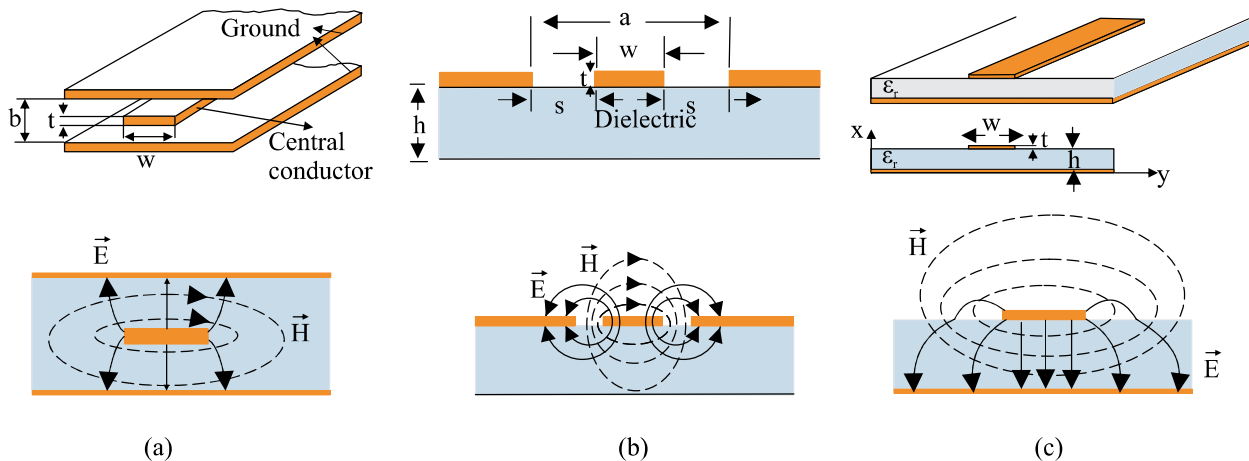 Ground
b
t
w
Central
conductor
a
w
t
s
s
h
Dielectric
εr
w
x
t
εr
h
y
E
H
(a)
H
E
(b)
H
E
(c)